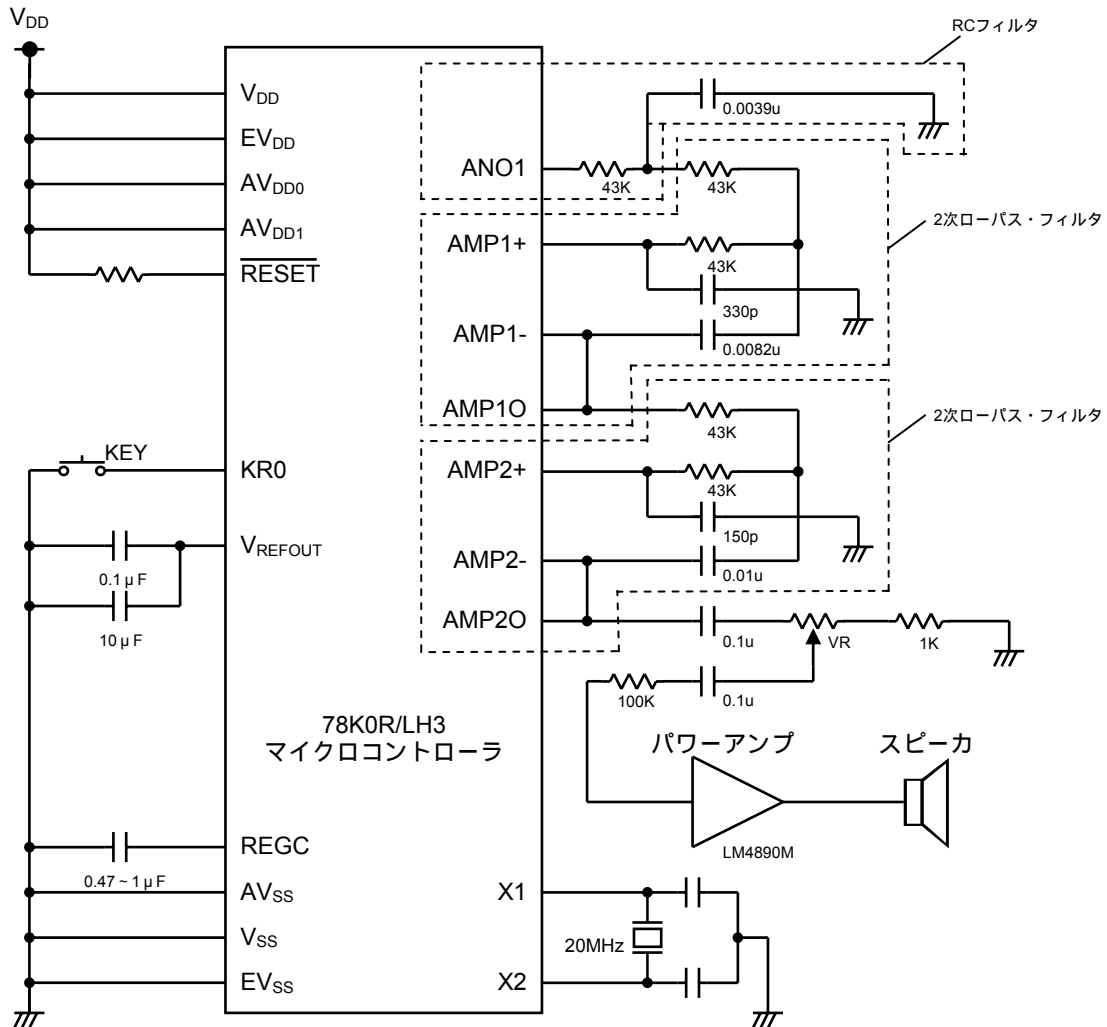 VDD
RCフィルタ
VDD
EVDD
AVDD0
AVDD1
RESET
ANO1
0.0039u
43K
43K
2次ローパス・フィルタ
AMP1+
43K
330p
AMP1-
0.0082u
AMP1O
43K
2次ローパス・フィルタ
KEY
KR0
AMP2+
43K
150p
VREFOUT
0.1μF
10μF
AMP2-
0.01u
AMP2O
0.1u
VR
1K
100K
0.1u
78K0R/LH3
マイクロコントローラ
パワーアンプ
スピーカ
LM4890M
REGC
0.47~1μF
AVSS
VSS
EVSS
X1
20MHz
X2